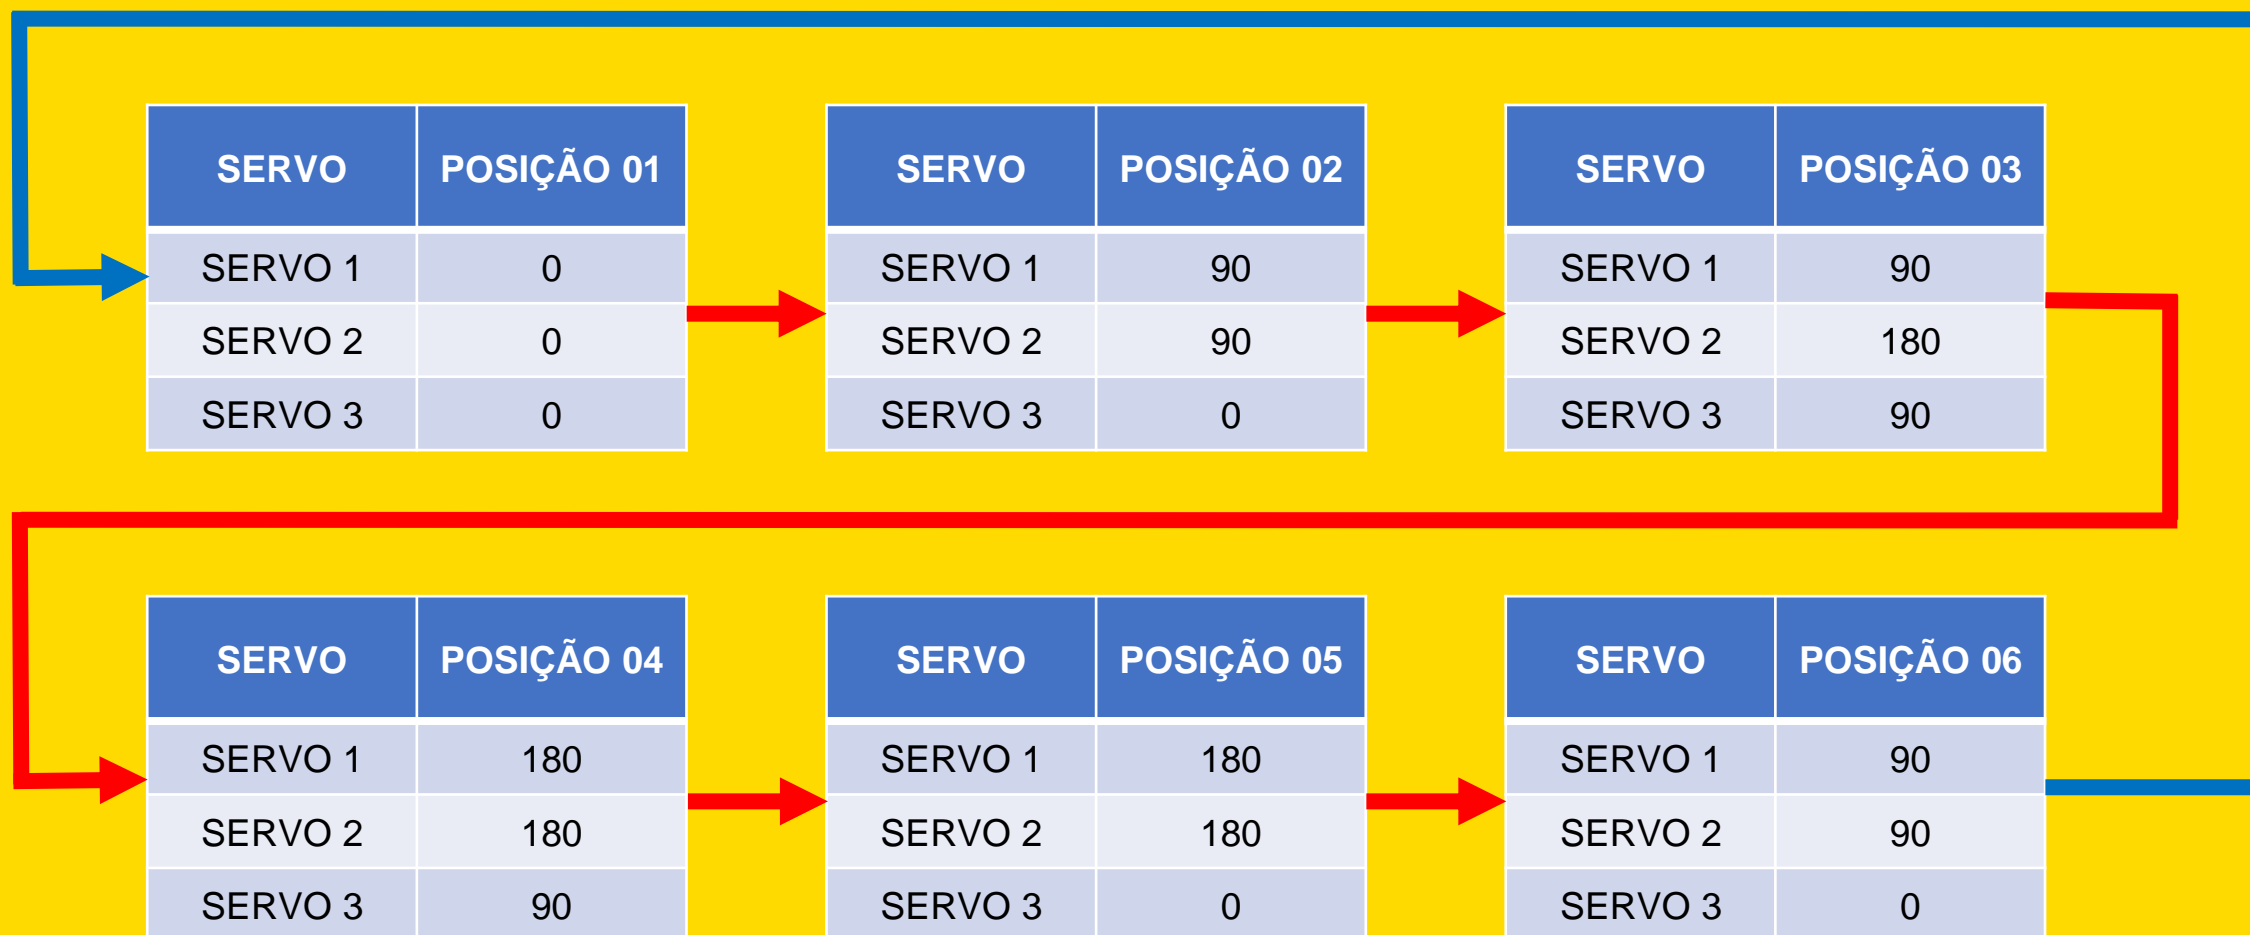 SERVO POSIÇÃO 01
SERVO 1 0
SERVO 2 0
SERVO 3 0
SERVO POSIÇÃO 02
SERVO 1 90
SERVO 2 90
SERVO 3 0
SERVO POSIÇÃO 03
SERVO 1 90
SERVO 2 180
SERVO 3 90
SERVO POSIÇÃO 04
SERVO 1 180
SERVO 2 180
SERVO 3 90
SERVO POSIÇÃO 05
SERVO 1 180
SERVO 2 180
SERVO 3 0
SERVO POSIÇÃO 06
SERVO 1 90
SERVO 2 90
SERVO 3 0